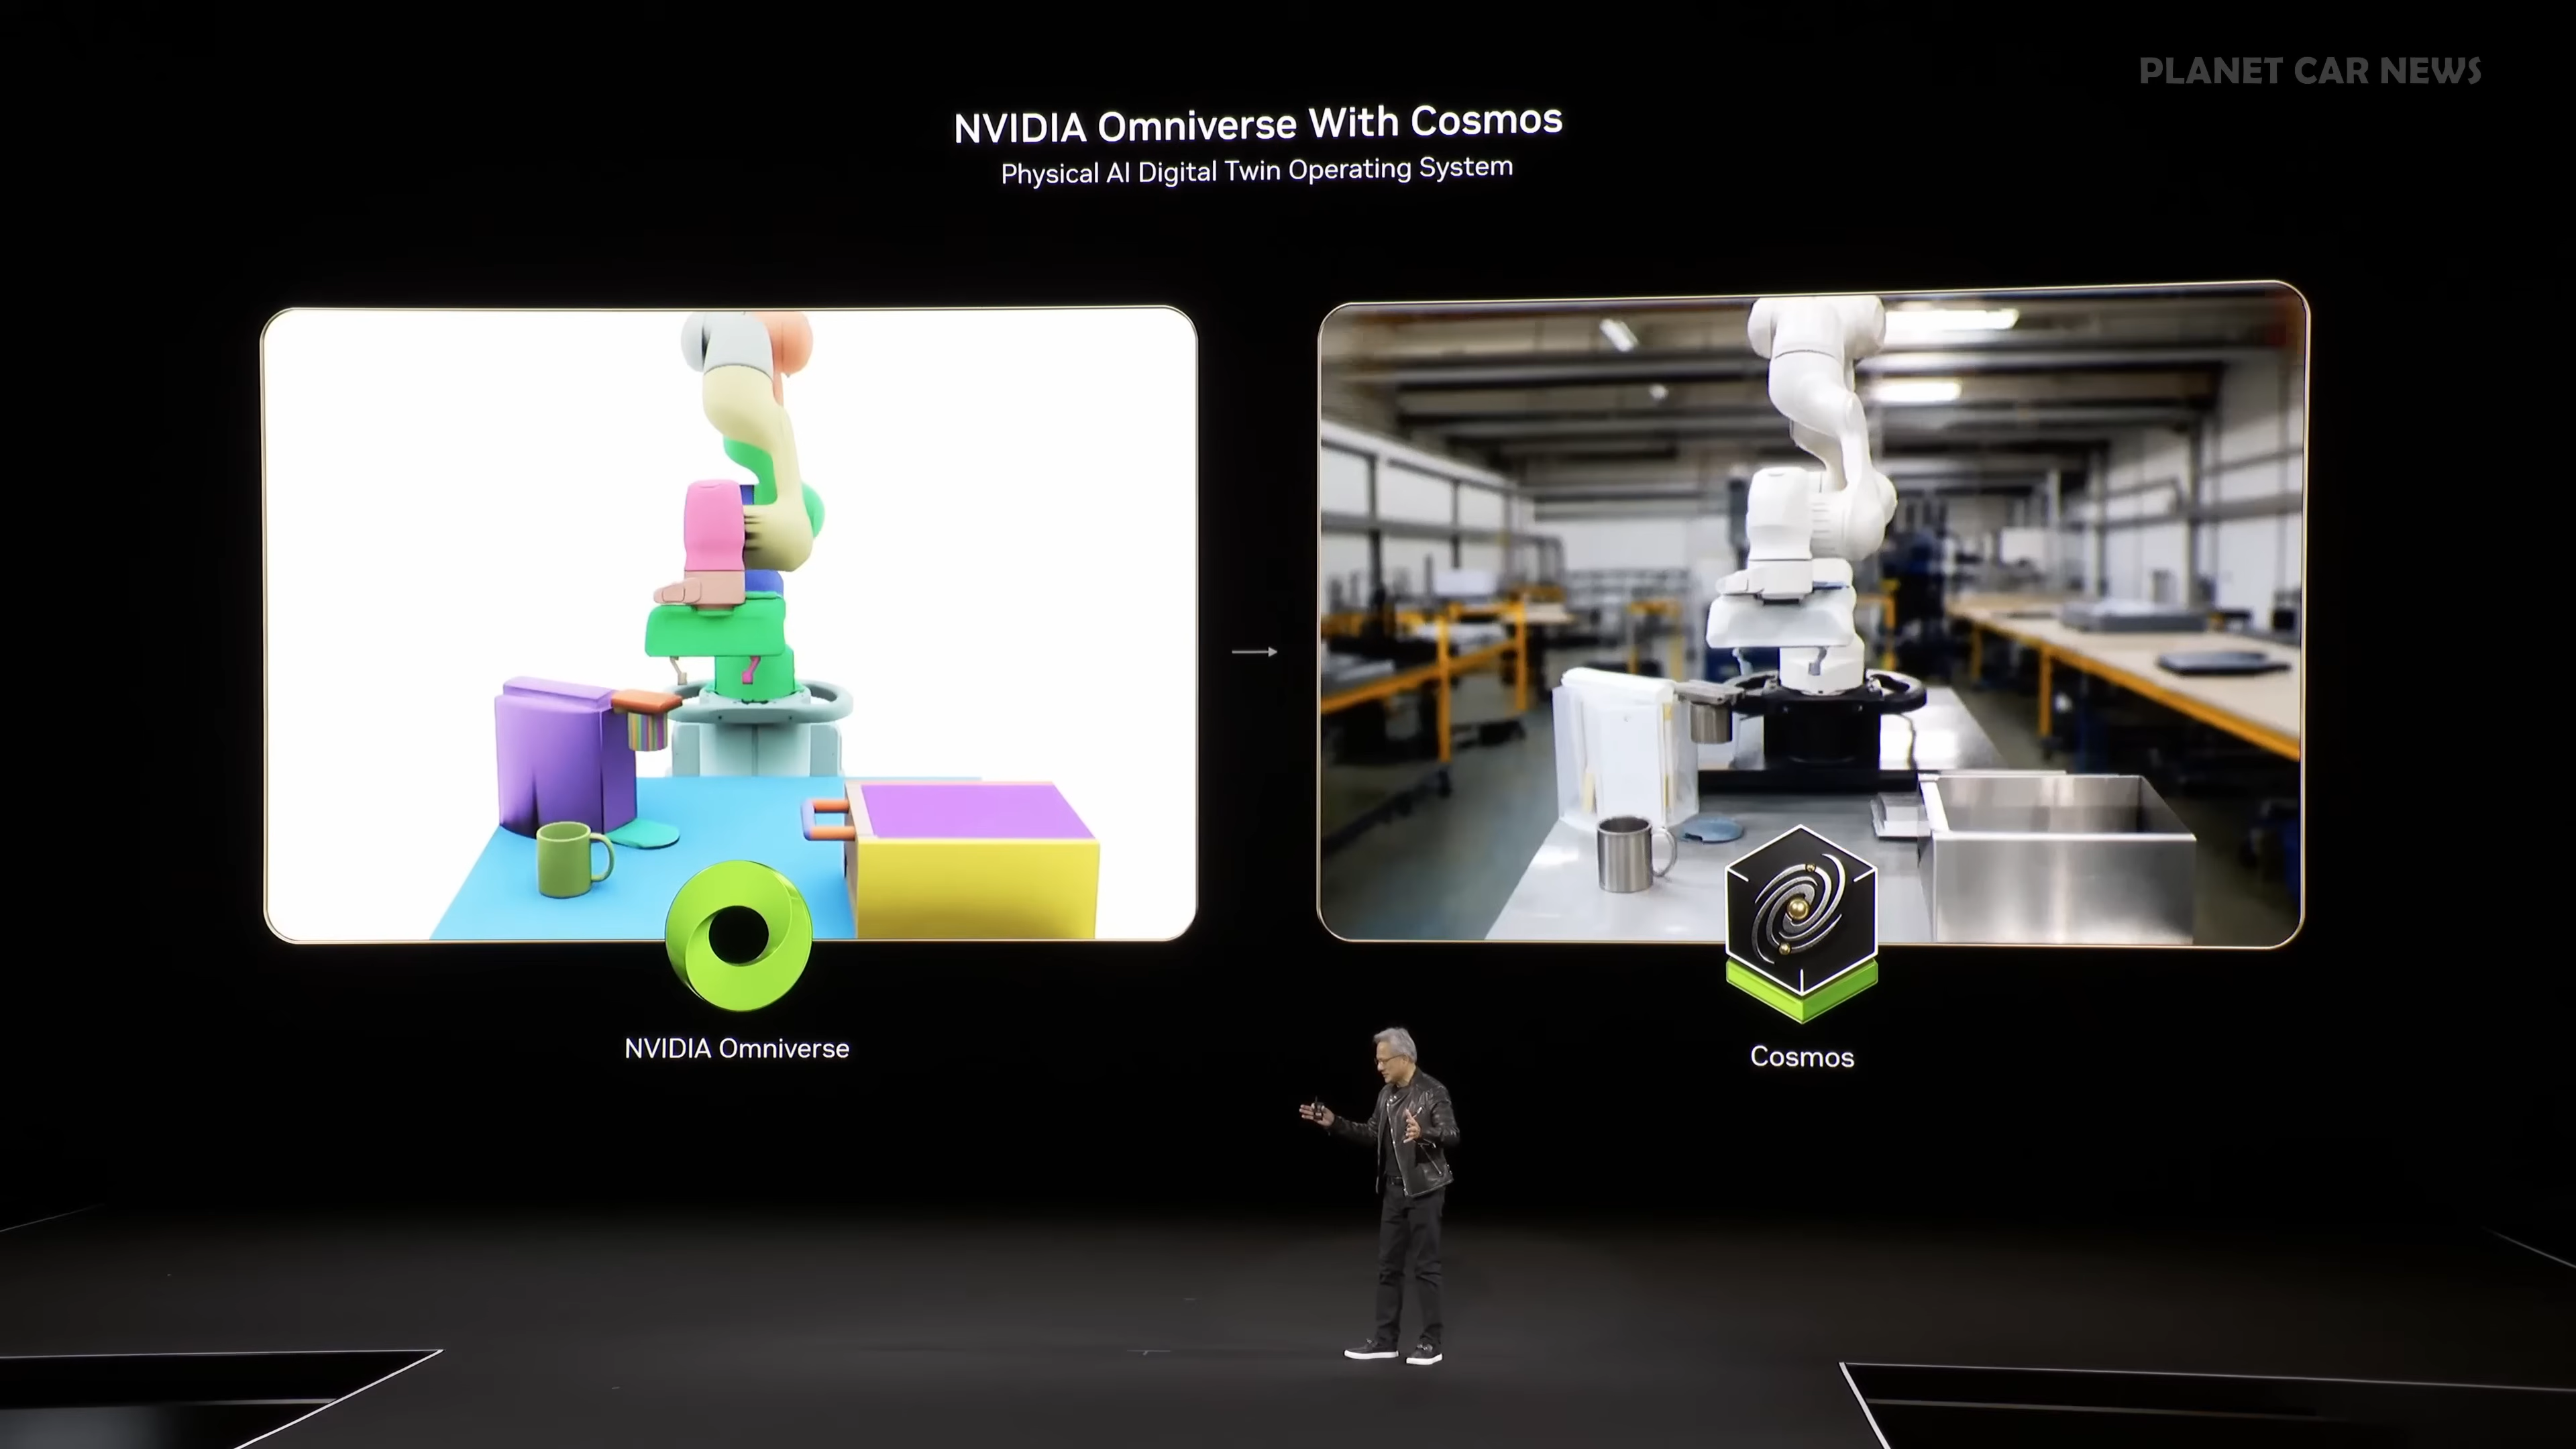 PLANET CAR NEWS
NVIDIA Omniverse With Cosmos
Physical AI Digital Twin Operating System
NVIDIA Omniverse
Cosmos